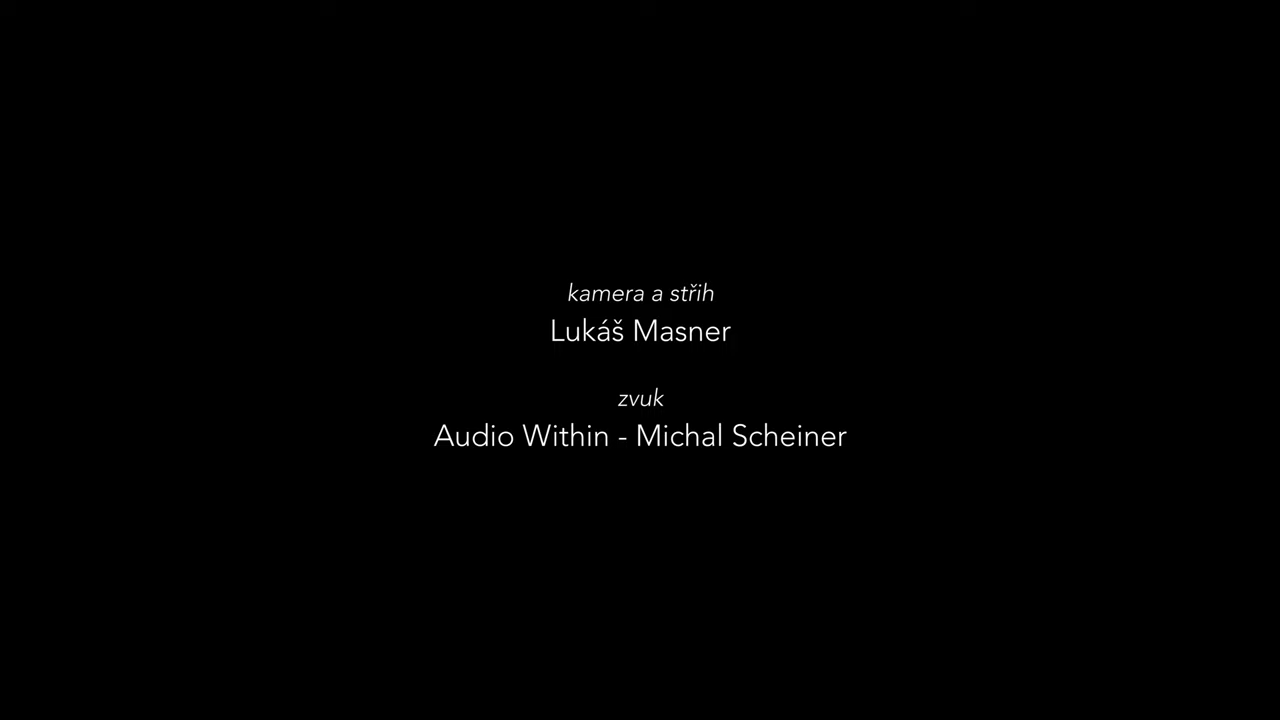 kamera a střih
Lukáš Masner
zvuk
Audio Within - Michal Scheiner